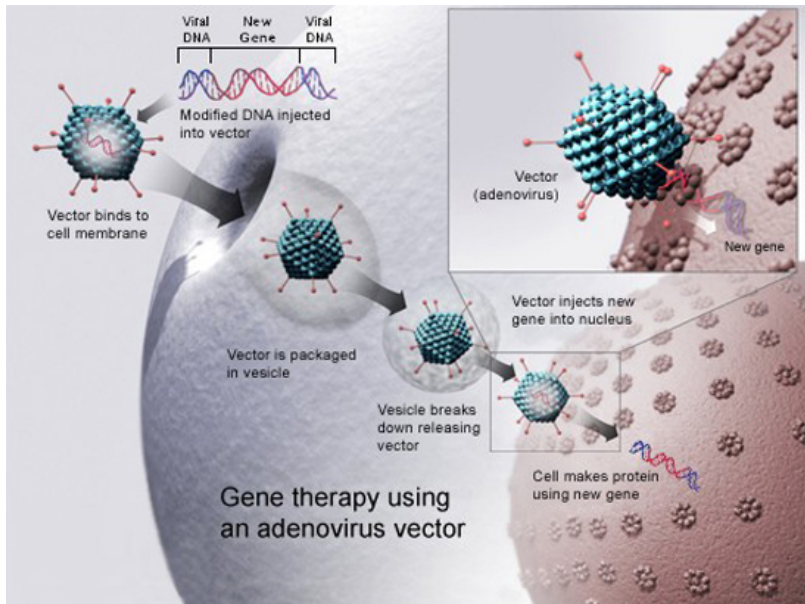 Viral
DNA
New
Gene
Viral
DNA
Modified DNA injected
into vector
Vector binds to
cell membrane
Vector is packaged
in vesicle
Vesicle breaks
down releasing
vector
Vector
(adenovirus)
New gene
Vector injects new
gene into nucleus
Cell makes protein
using new gene
Gene therapy using
an adenovirus vector